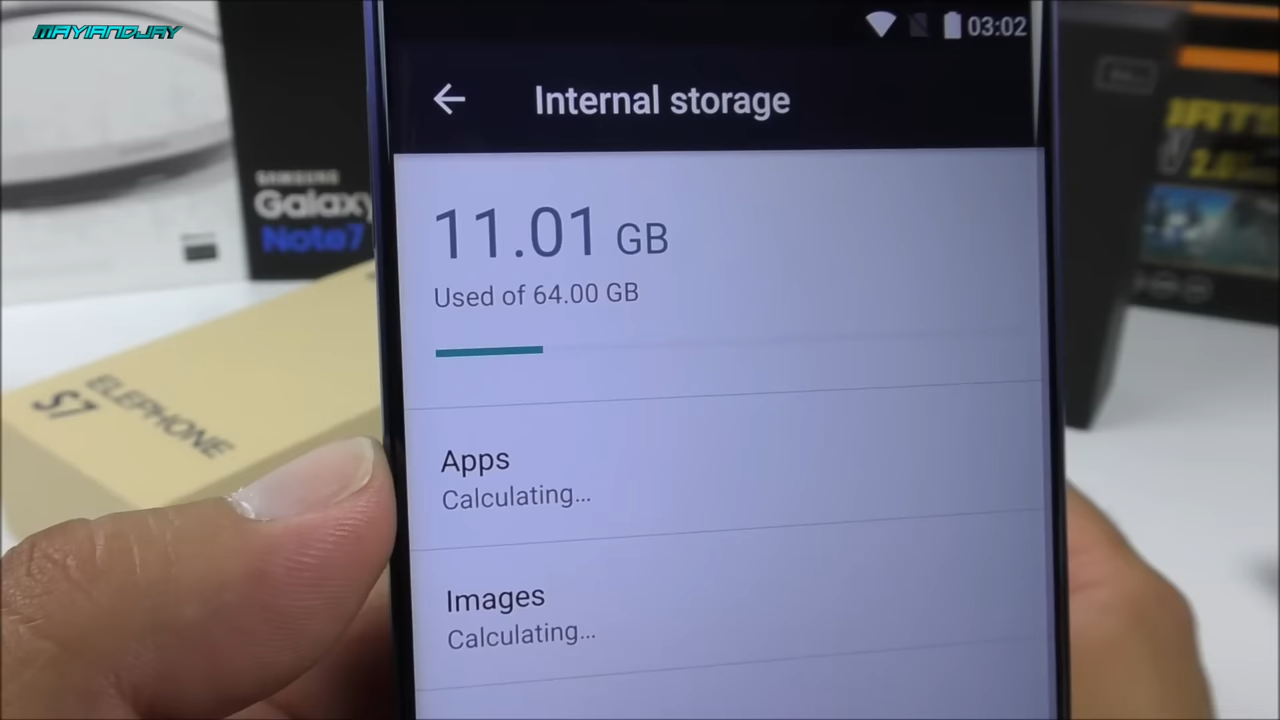 MAYIANDJAY
03:02
Internal storage
11.01 GB
Used of 64.00 GB
Apps
Calculating...
Images
Calculating...
SAMSUNG
Galaxy
Note7
ELEPHONE
S7